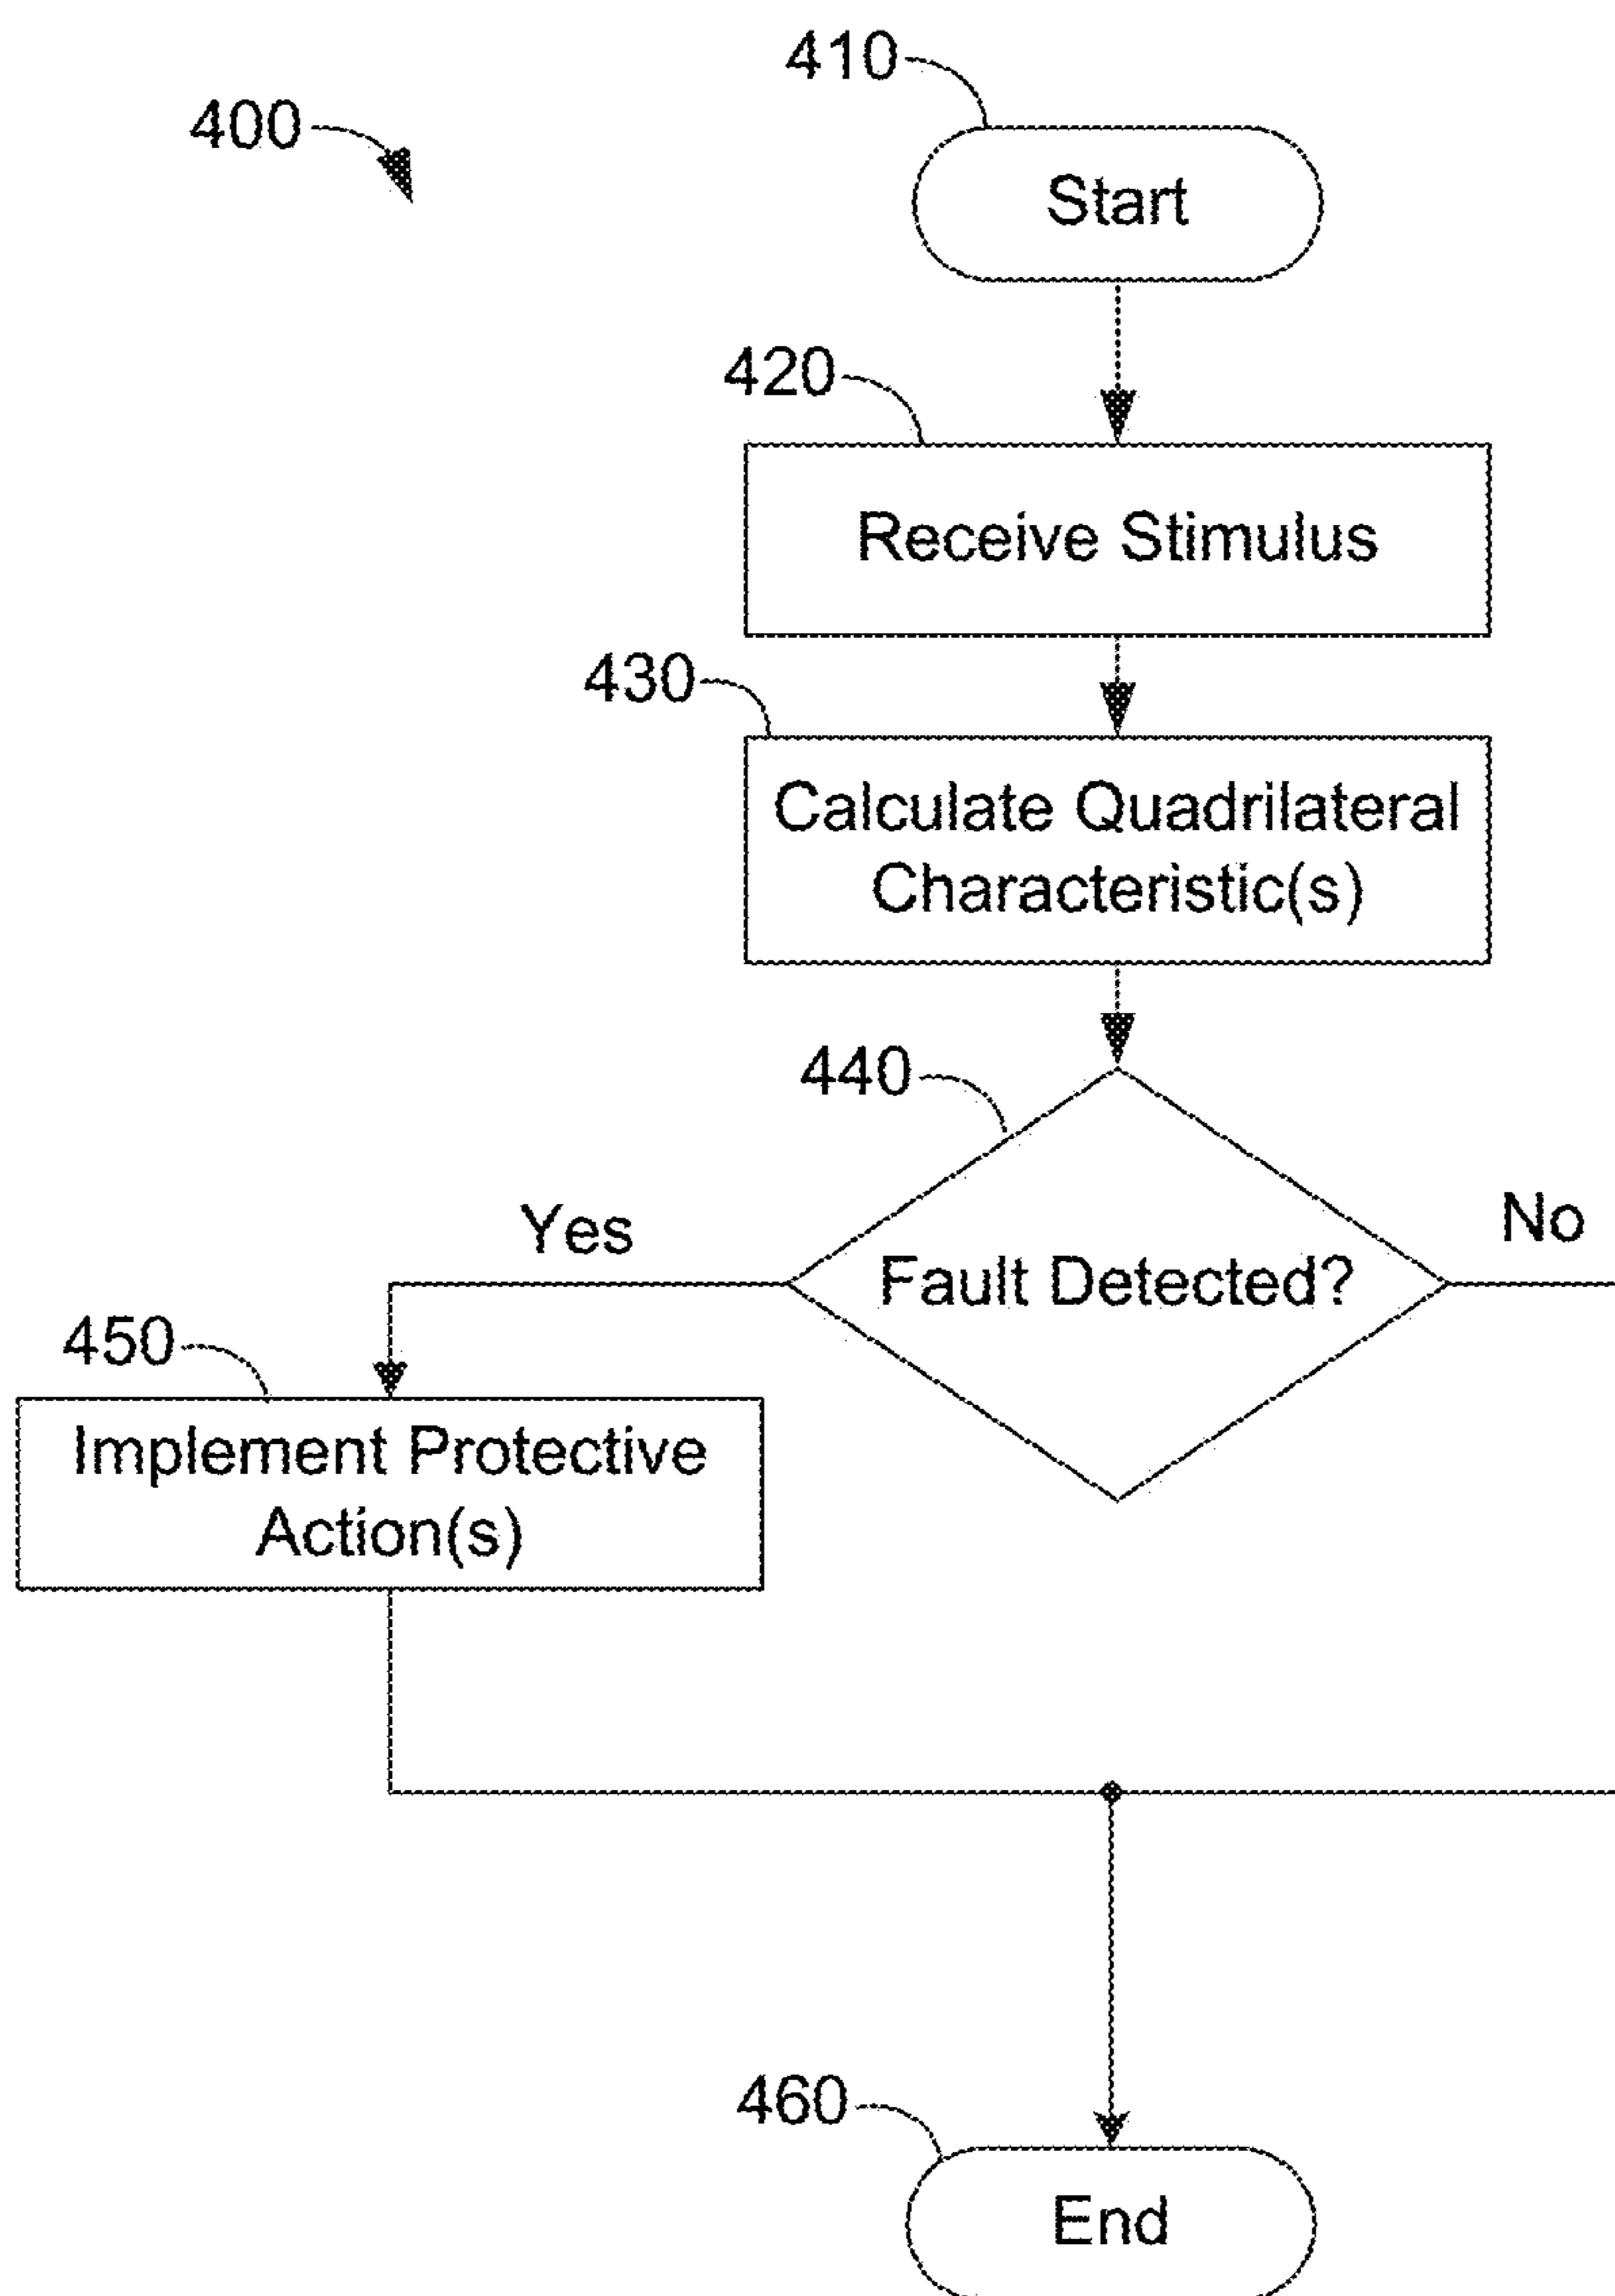 410
400
Start
420
Receive Stimulus
430
Calculate Quadrilateral
Characteristic(s)
440
Yes
No
Fault Detected?
450
Implement Protective
Action(s)
460
End